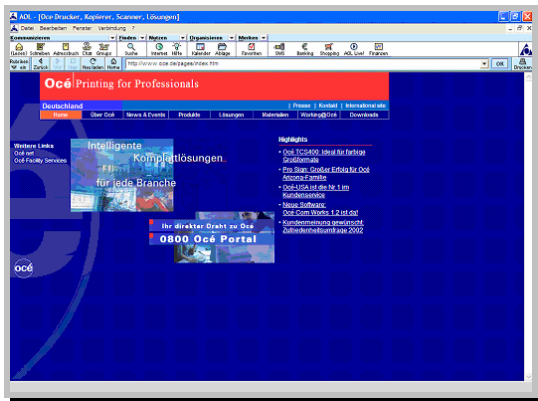 AOL - [Océ Drucker, Kopierer, Scanner, Lösungen]
Datei Bearbeiten Fenster Verbindung ?
Kommunizieren Finden Nutzen Organisieren Merken
(Leeres) Schreiben Adressbuch Chat Groups Suche Internet Hilfe Kalender Ablage Favoriten SMS Banking Shopping AOL Live! Finanzen
Rubriken ein Zurück Neu laden Home http://www.oce.de/pages/index.htm OK Drucken
Océ Printing for Professionals
Deutschland | Presse | Kontakt | International site
Home Über Océ News & Events Produkte Lösungen Materialien Working@Océ Downloads
Weitere Links
Océ net
Océ Facility Services
Intelligente
Komplettlösungen
für jede Branche
Ihr direkter Draht zu Océ
0800 Océ Portal
Highlights
• Océ TCS400: Ideal für farbige
Großformate
• Pro Sign: Großer Erfolg für Océ
Arizona-Familie
• Océ-USA ist die Nr.1 im
Kundenservice
• Neue Software:
Océ Com Works 1.2 ist da!
• Kundenmeinung gewünscht:
Zufriedenheitsumfrage 2002
océ